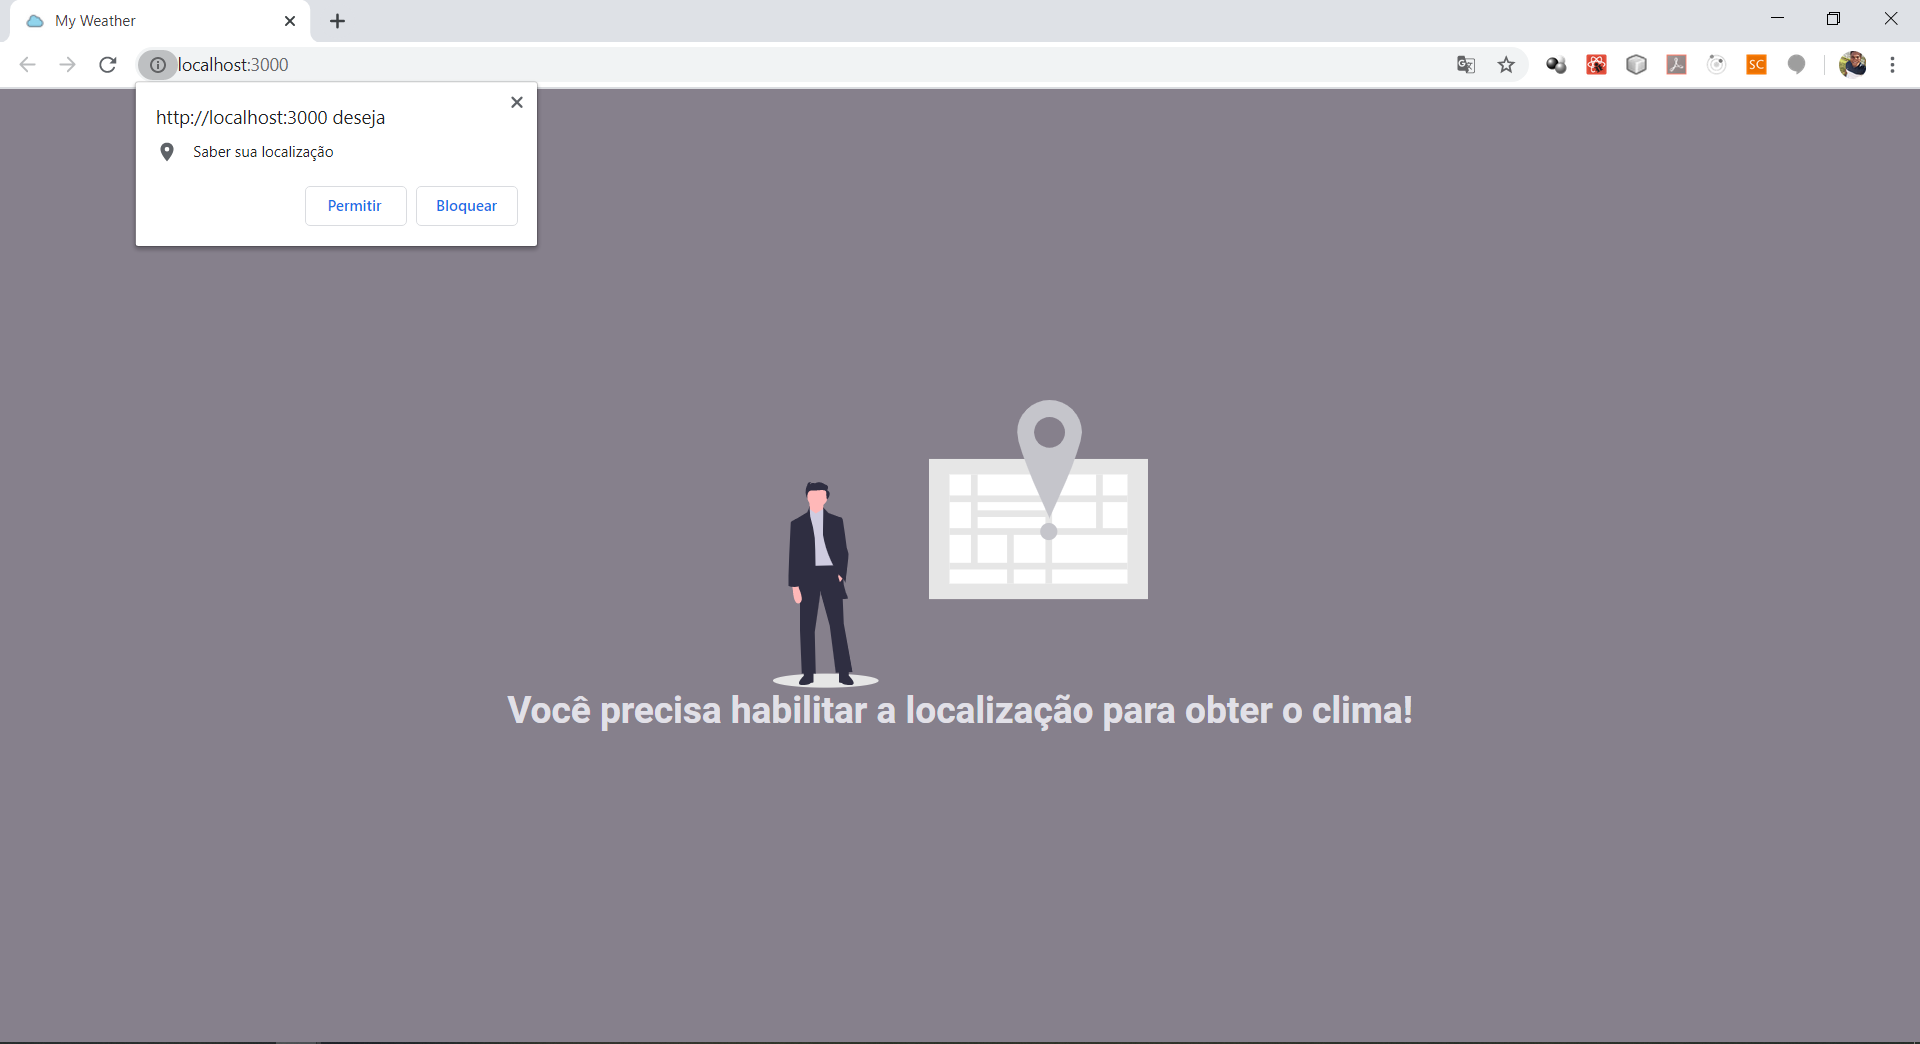 My Weather
localhost:3000
SC
http://localhost:3000 deseja
Saber sua localização
Permitir
Bloquear
Você precisa habilitar a localização para obter o clima!